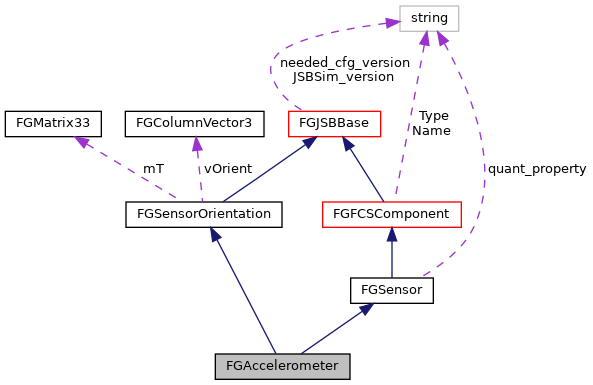 string
needed_cfg_version
JSBSim_version
FGMatrix33
FGColumnVector3
FGJSBBase
Type
Name
mT
vOrient
quant_property
FGSensorOrientation
FGFCSComponent
FGSensor
FGAccelerometer